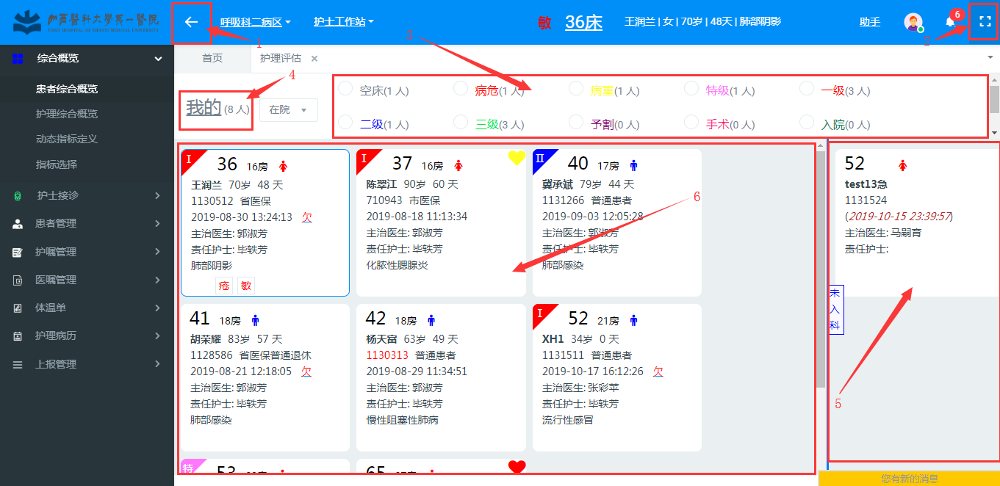 山西醫科大學第一醫院
FIRST HOSPITAL OF SHANXI MEDICAL UNIVERSITY
呼吸科二病区
护士工作站
敏
36床
王润兰 | 女 | 70岁 | 48天 | 肺部阴影
助手
6
1
2
3
综合概览
患者综合概览
护理综合概览
动态指标定义
指标选择
护士接诊
患者管理
护嘱管理
医嘱管理
体温单
护理病历
上报管理
首页
护理评估 ×
4
我的 (8 人)
在院
空床(1 人)
病危(1 人)
病重(1 人)
特级(1 人)
一级(3 人)
二级(1 人)
三级(3 人)
予割(0 人)
手术(0 人)
入院(0 人)
I 36 16房
王润兰 70岁 48 天
1130512 省医保
2019-08-30 13:24:13 欠
主治医生: 郭淑芳
责任护士: 毕轶芳
肺部阴影
疮 敏
I 37 16房
陈翠江 90岁 60 天
710943 市医保
2019-08-18 11:13:34
主治医生: 郭淑芳
责任护士: 毕轶芳
化脓性腮腺炎
II 40 17房
冀承斌 79岁 44 天
1131266 普通患者
2019-09-03 12:05:28
主治医生: 郭淑芳
责任护士: 毕轶芳
肺部感染
6
41 18房
胡荣耀 83岁 57 天
1128586 省医保普通退休
2019-08-21 12:18:05 欠
主治医生: 郭淑芳
责任护士: 毕轶芳
肺部感染
42 18房
杨天富 63岁 49 天
1130313 普通患者
2019-08-29 11:34:51
主治医生: 郭淑芳
责任护士: 毕轶芳
慢性阻塞性肺病
I 52 21房
XH1 34岁 0 天
1131511 普通患者
2019-10-17 16:12:26 欠
主治医生: 张彩苹
责任护士: 毕轶芳
流行性感冒
特 53
65
52
test13急
1131524
(2019-10-15 23:39:57)
主治医生: 马嗣育
责任护士:
未
入
科
5
您有新的消息